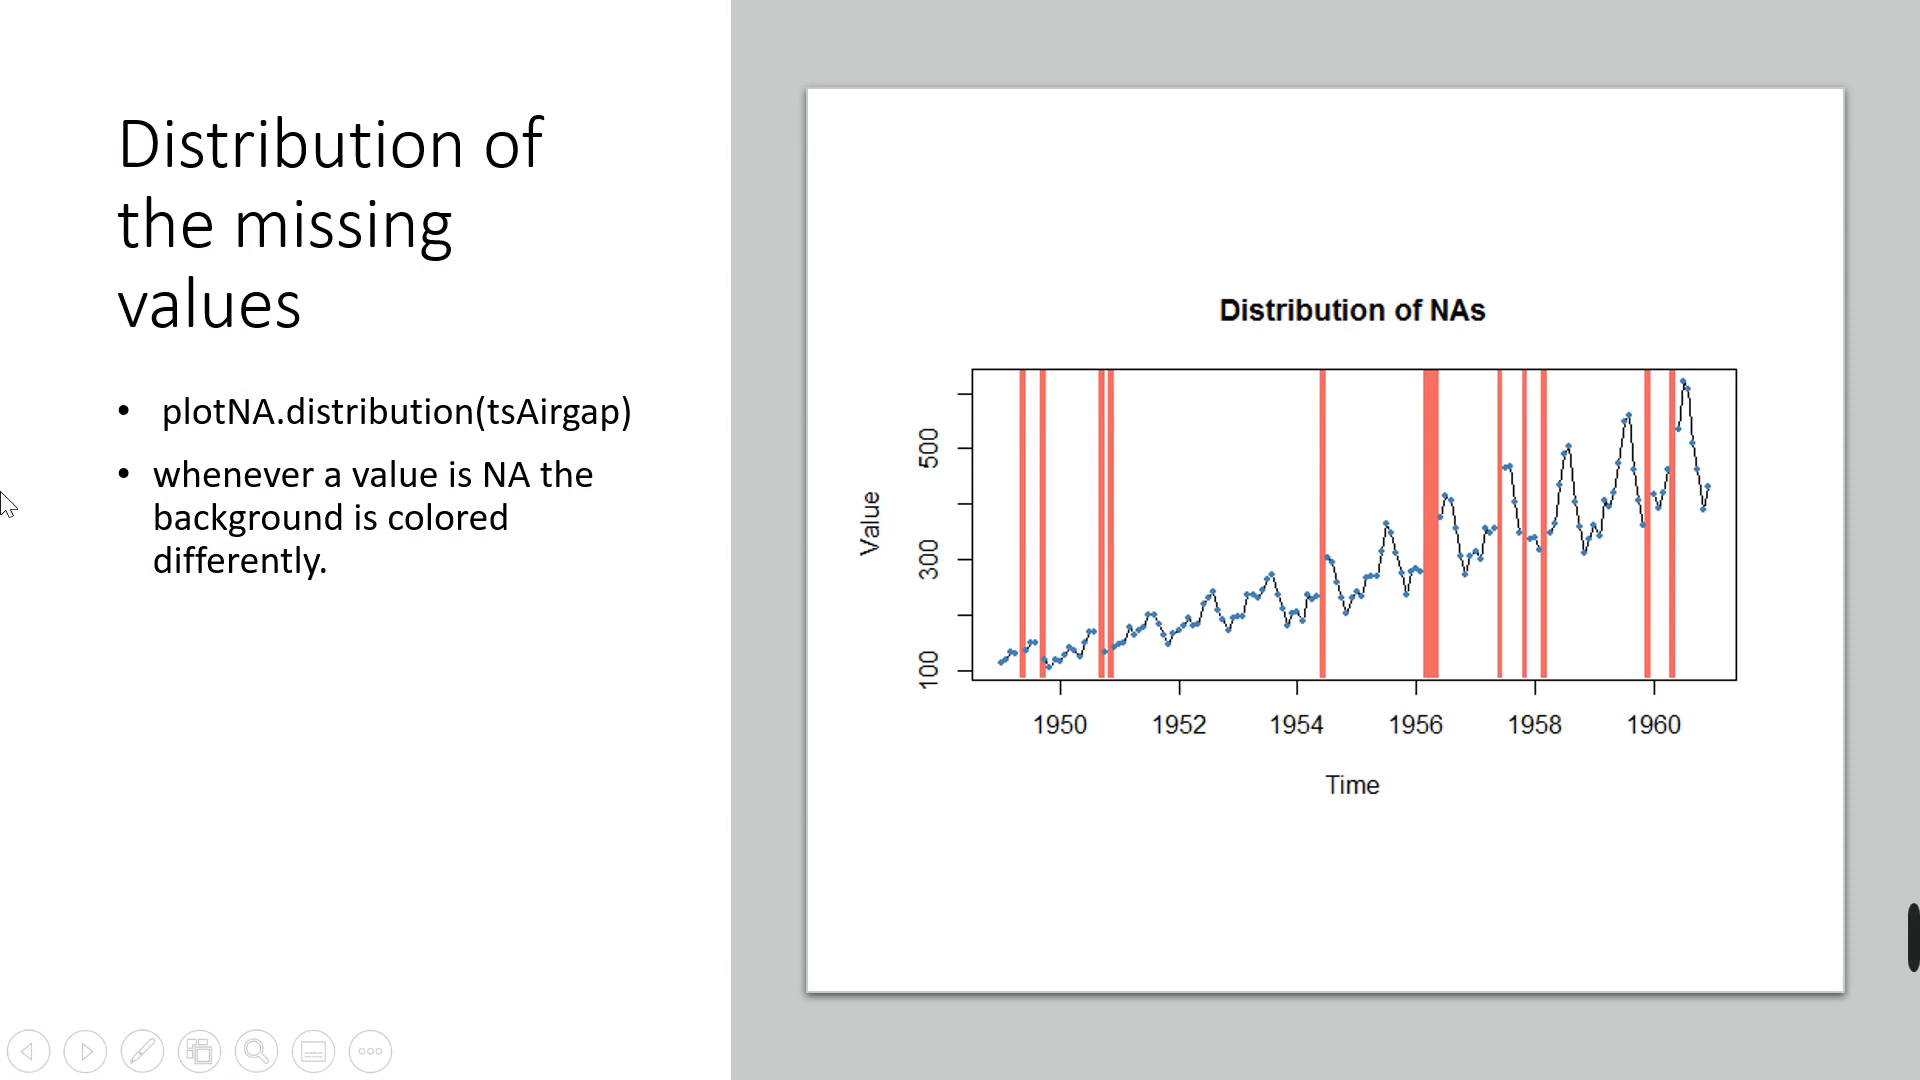 Distribution of
the missing
values
• plotNA.distribution(tsAirgap)
• whenever a value is NA the
background is colored
differently.
Distribution of NAs
Value
500
300
100
1950 1952 1954 1956 1958 1960
Time